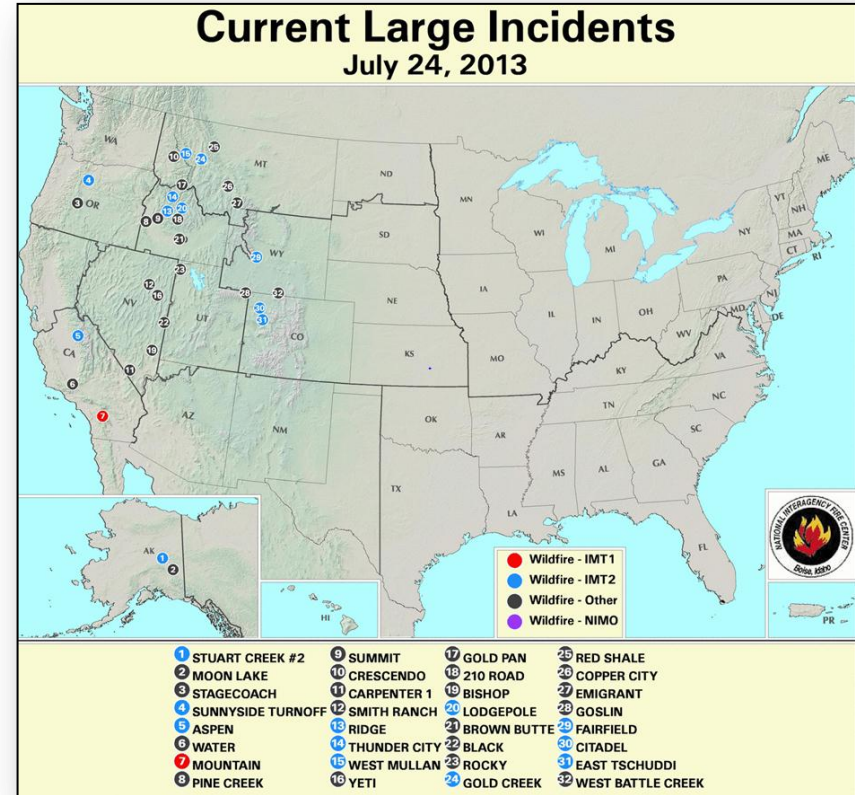 Current Large Incidents
July 24, 2013
WA
MT
ND
MN
ME
OR
ID
WY
SD
WI
MI
NY
VT
NH
MA
CT
RI
NV
UT
CO
NE
IA
IL
IN
OH
PA
NJ
MD
DE
CA
KS
MO
KY
WV
VA
AZ
NM
OK
AR
TN
NC
SC
TX
LA
MS
AL
GA
FL
AK
HI
PR
NATIONAL INTERAGENCY FIRE CENTER
Boise, Idaho
Wildfire - IMT1
Wildfire - IMT2
Wildfire - Other
Wildfire - NIMO
1 STUART CREEK #2
2 MOON LAKE
3 STAGECOACH
4 SUNNYSIDE TURNOFF
5 ASPEN
6 WATER
7 MOUNTAIN
8 PINE CREEK
9 SUMMIT
10 CRESCENDO
11 CARPENTER 1
12 SMITH RANCH
13 RIDGE
14 THUNDER CITY
15 WEST MULLAN
16 YETI
17 GOLD PAN
18 210 ROAD
19 BISHOP
20 LODGEPOLE
21 BROWN BUTTE
22 BLACK
23 ROCKY
24 GOLD CREEK
25 RED SHALE
26 COPPER CITY
27 EMIGRANT
28 GOSLIN
29 FAIRFIELD
30 CITADEL
31 EAST TSCHUDDI
32 WEST BATTLE CREEK